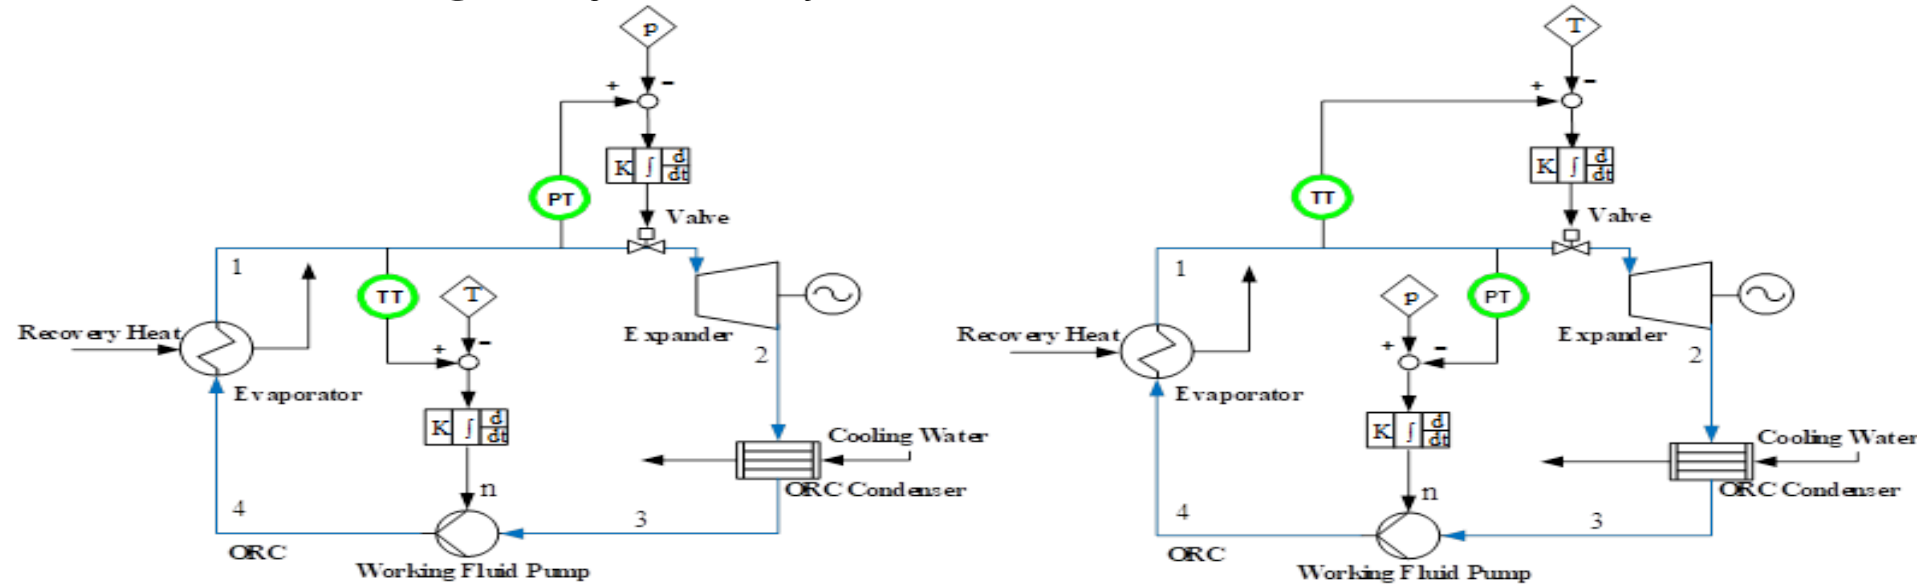 p
+ -
K ∫ d/dt
PT
Valve
1
TT
T
Recovery Heat
+ -
Expander
2
Evaporator
K ∫ d/dt
Cooling Water
n
ORC Condenser
4
3
ORC
Working Fluid Pump
T
+ -
K ∫ d/dt
TT
Valve
1
p
PT
Recovery Heat
+ -
Expander
2
Evaporator
K ∫ d/dt
Cooling Water
n
ORC Condenser
4
3
ORC
Working Fluid Pump